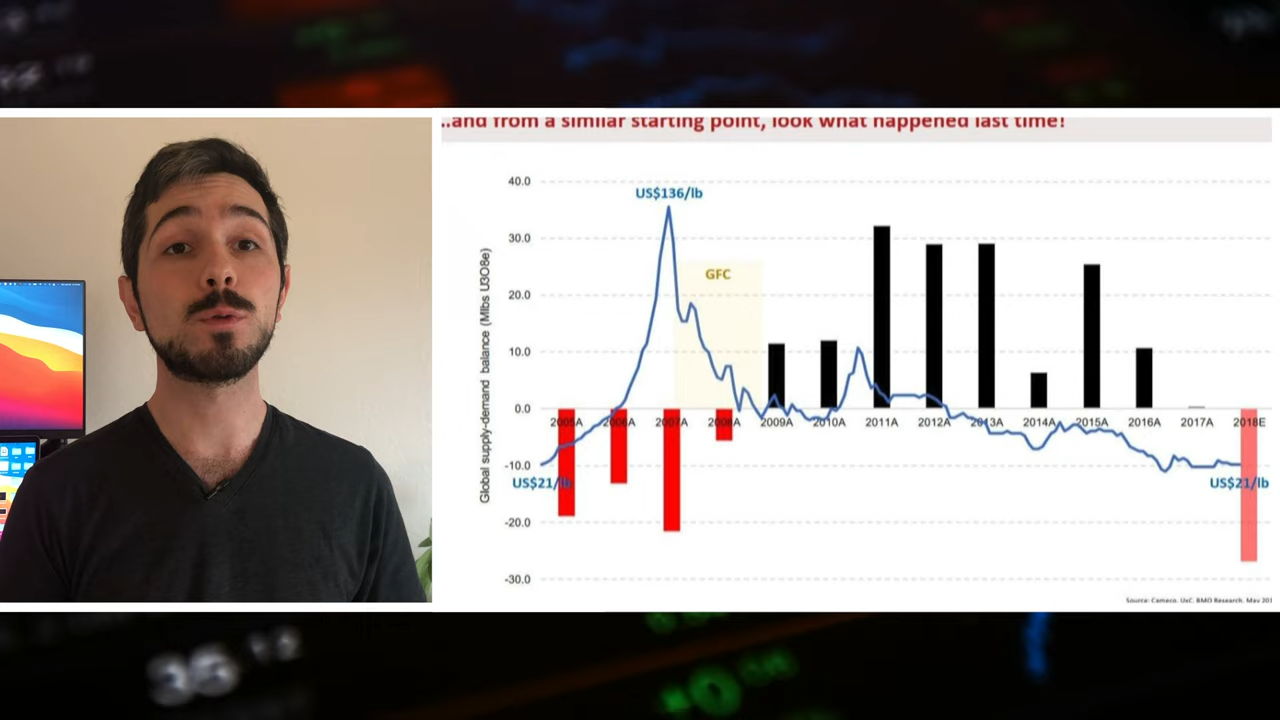 ..and from a similar starting point, look what happened last time!
US$136/lb
GFC
Global supply-demand balance (Mlbs U3O8e)
40.0
30.0
20.0
10.0
0.0
-10.0
-20.0
-30.0
2005A 2006A 2007A 2008A 2009A 2010A 2011A 2012A 2013A 2014A 2015A 2016A 2017A 2018E
US$21/lb
US$21/lb
Source: Cameco, UxC, BMO Research, May 201